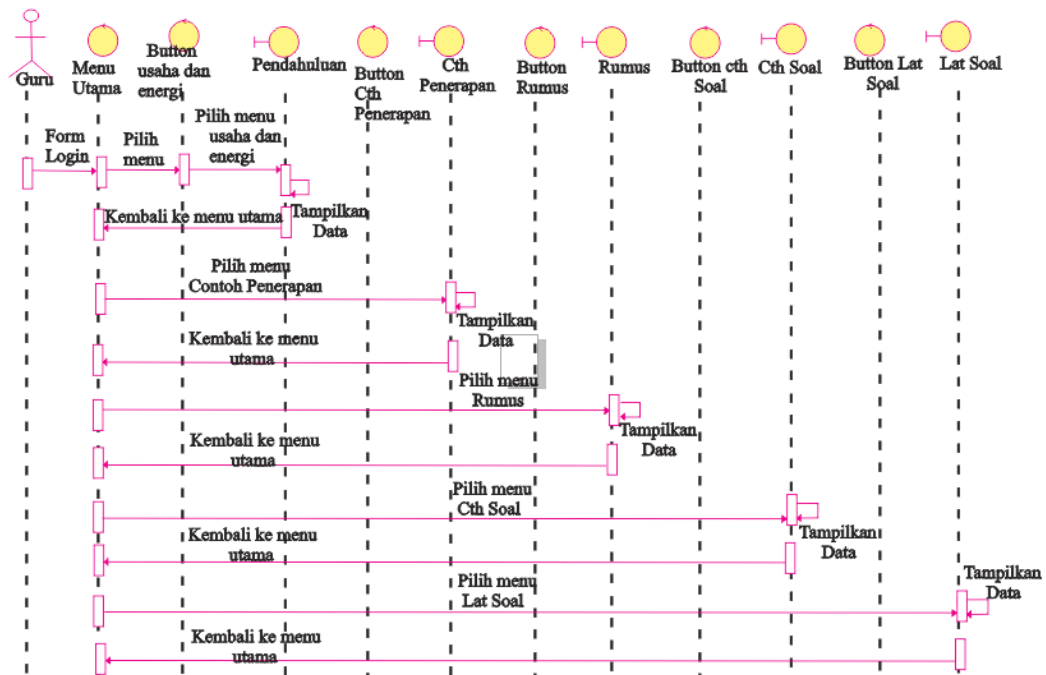 Guru
Menu
Utama
Button
usaha dan
energi
Pendahuluan
Button
Cth
Penerapan
Cth
Penerapan
Button
Rumus
Rumus
Button cth
Soal
Cth Soal
Button Lat
Soal
Lat Soal
Form
Login
Pilih
menu
Pilih menu
usaha dan
energi
Tampilkan
Data
Kembali ke menu utama
Pilih menu
Contoh Penerapan
Tampilkan
Data
Kembali ke menu
utama
Pilih menu
Rumus
Tampilkan
Data
Kembali ke menu
utama
Pilih menu
Cth Soal
Tampilkan
Data
Kembali ke menu
utama
Pilih menu
Lat Soal
Tampilkan
Data
Kembali ke menu
utama